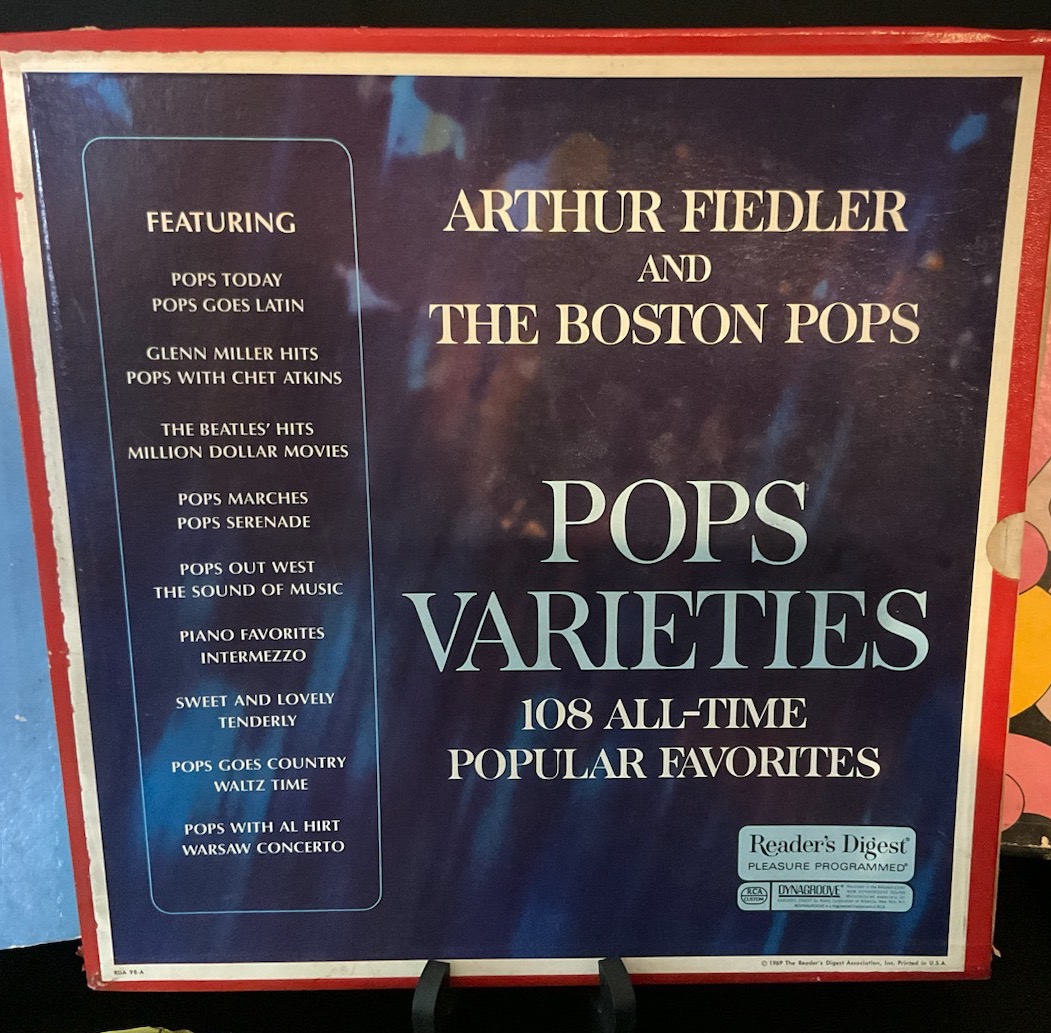 FEATURING
POPS TODAY
POPS GOES LATIN
GLENN MILLER HITS
POPS WITH CHET ATKINS
THE BEATLES' HITS
MILLION DOLLAR MOVIES
POPS MARCHES
POPS SERENADE
POPS OUT WEST
THE SOUND OF MUSIC
PIANO FAVORITES
INTERMEZZO
SWEET AND LOVELY
TENDERLY
POPS GOES COUNTRY
WALTZ TIME
POPS WITH AL HIRT
WARSAW CONCERTO
ARTHUR FIEDLER
AND
THE BOSTON POPS
POPS
VARIETIES
108 ALL-TIME
POPULAR FAVORITES
Reader's Digest®
PLEASURE PROGRAMMED®
RCA
CUSTOM
DYNAGROOVE
RDA 98-A
© 1969 The Reader's Digest Association, Inc. Printed in U.S.A.